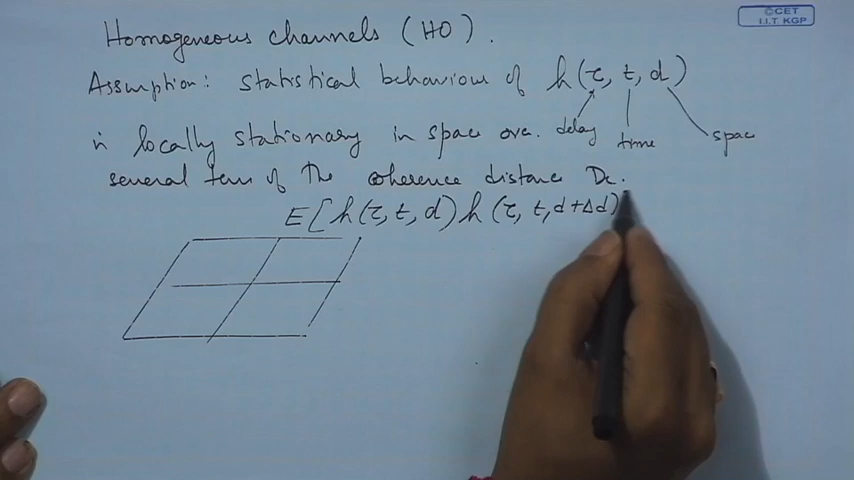 ©CET
I.I.T. KGP
Homogeneous channels (HO).
Assumption: statistical behaviour of h(τ, t, d)
is locally stationary in space over. delay time space
several tens of the coherence distance Dc.
E[h(τ, t, d) h(τ, t, d+Δd)